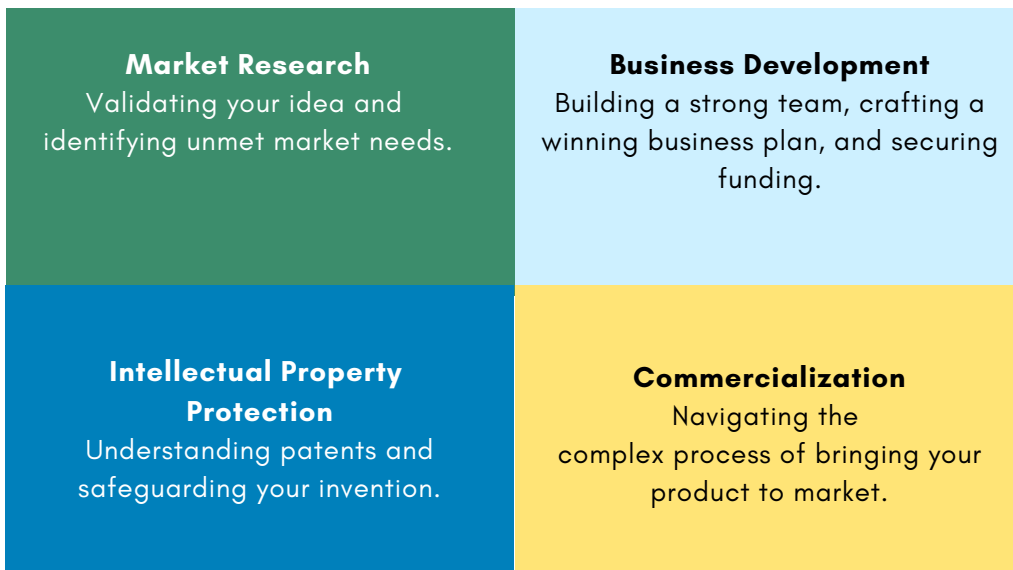 Market Research
Validating your idea and
identifying unmet market needs.
Business Development
Building a strong team, crafting a
winning business plan, and securing
funding.
Intellectual Property
Protection
Understanding patents and
safeguarding your invention.
Commercialization
Navigating the
complex process of bringing your
product to market.